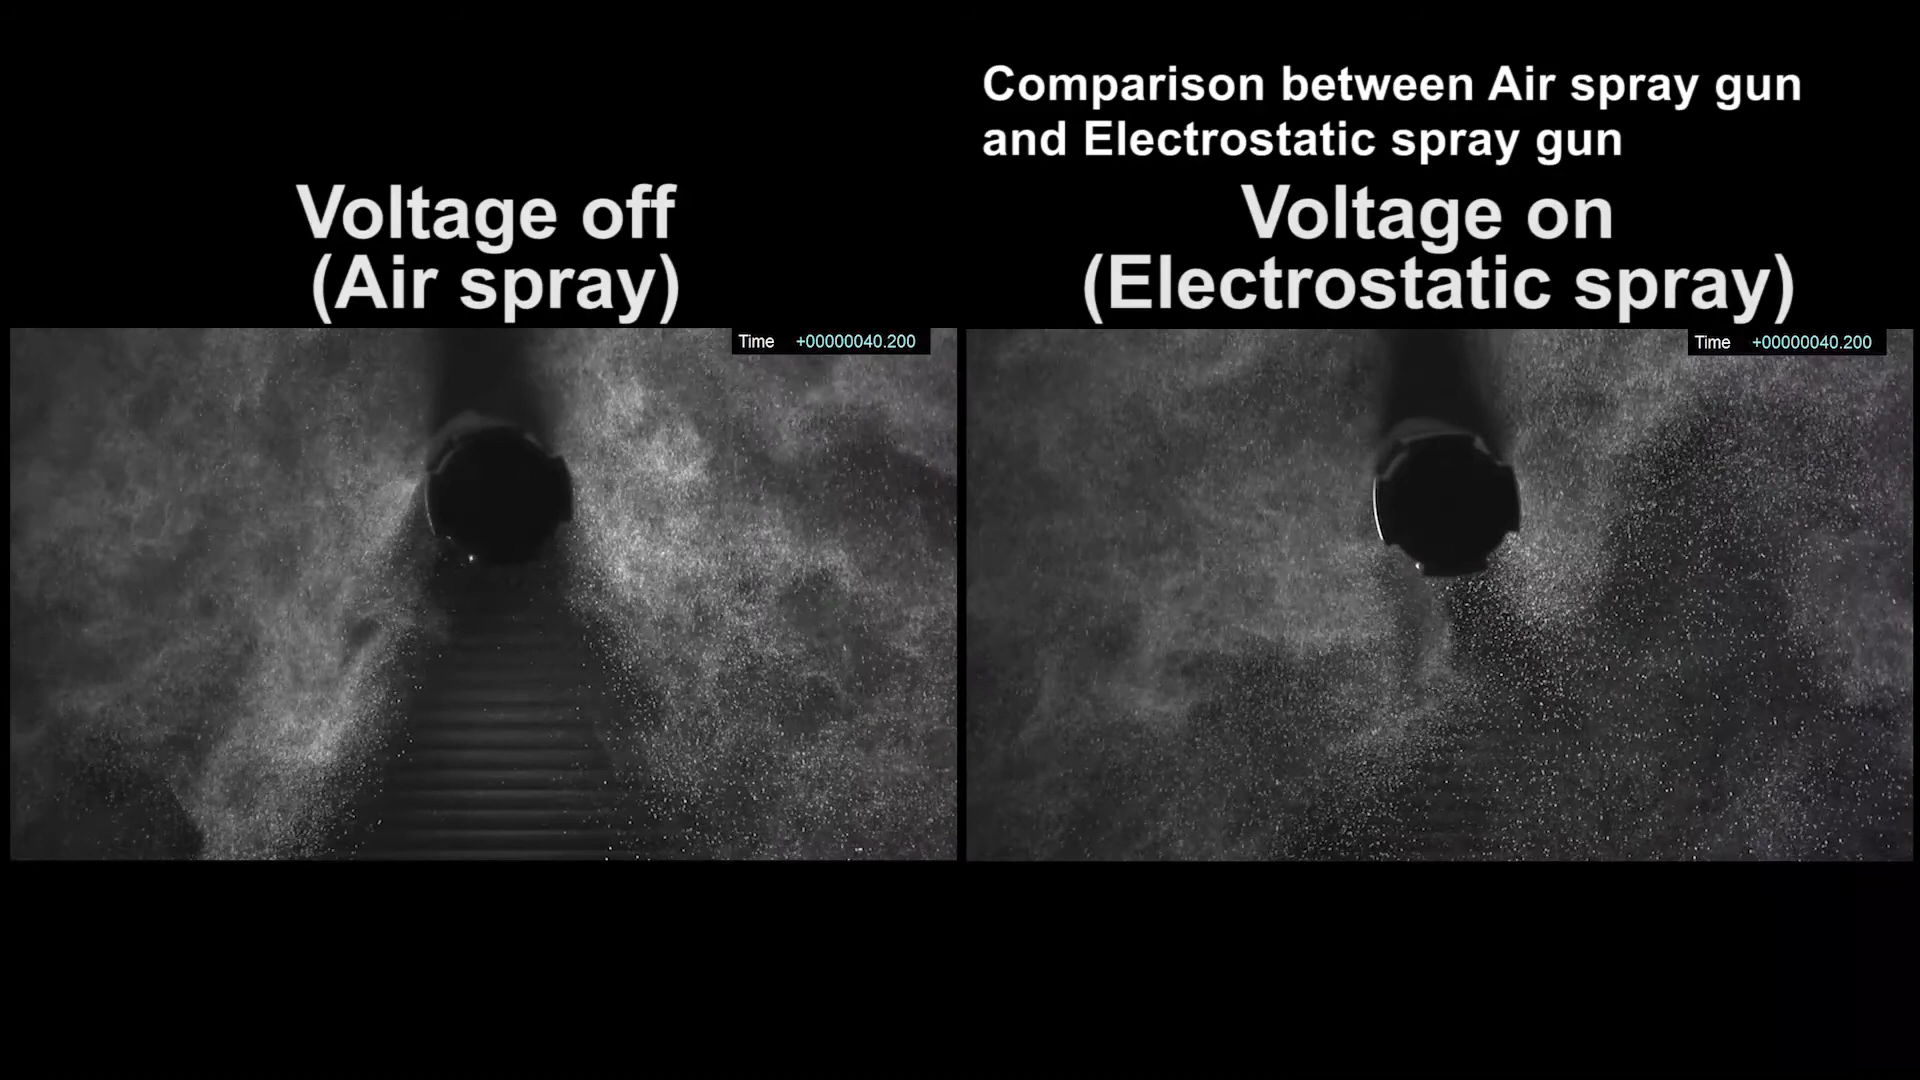 Comparison between Air spray gun
and Electrostatic spray gun
Voltage off
(Air spray)
Voltage on
(Electrostatic spray)
Time +00000040.200
Time +00000040.200